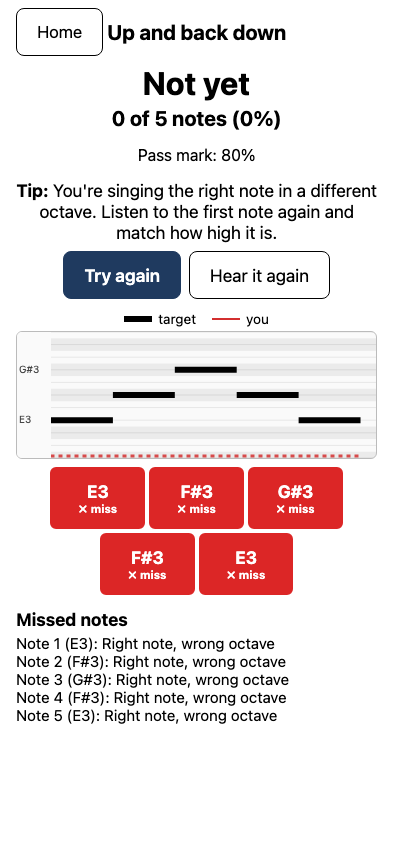 Home
Up and back down
Not yet
0 of 5 notes (0%)
Pass mark: 80%
Tip: You're singing the right note in a different
octave. Listen to the first note again and
match how high it is.
Try again
Hear it again
target
you
G#3
E3
E3
× miss
F#3
× miss
G#3
× miss
F#3
× miss
E3
× miss
Missed notes
Note 1 (E3): Right note, wrong octave
Note 2 (F#3): Right note, wrong octave
Note 3 (G#3): Right note, wrong octave
Note 4 (F#3): Right note, wrong octave
Note 5 (E3): Right note, wrong octave